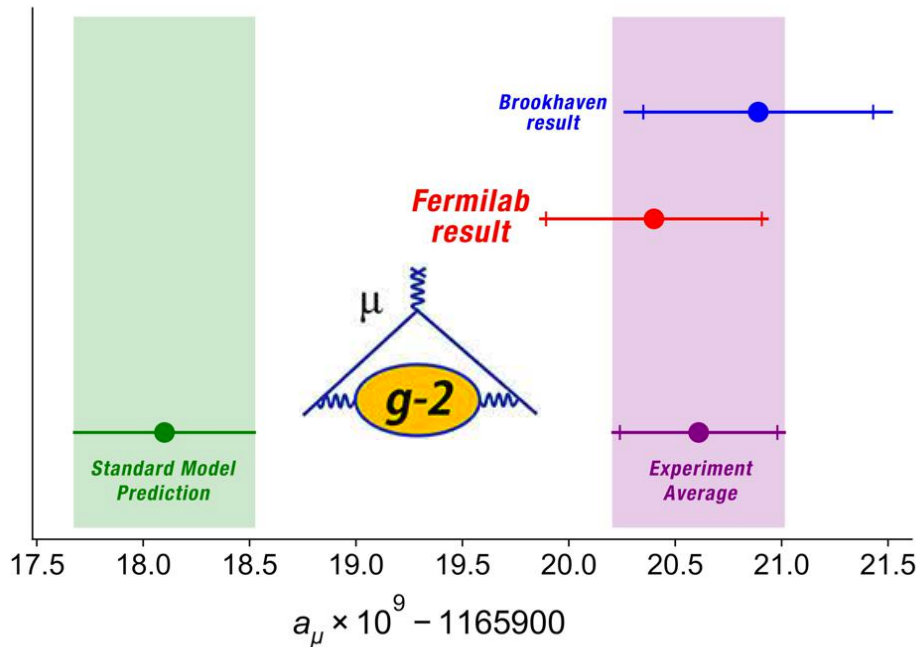 Brookhaven
result
Fermilab
result
μ
g-2
Standard Model
Prediction
Experiment
Average
17.5 18.0 18.5 19.0 19.5 20.0 20.5 21.0 21.5
aμ × 10⁹ − 1165900